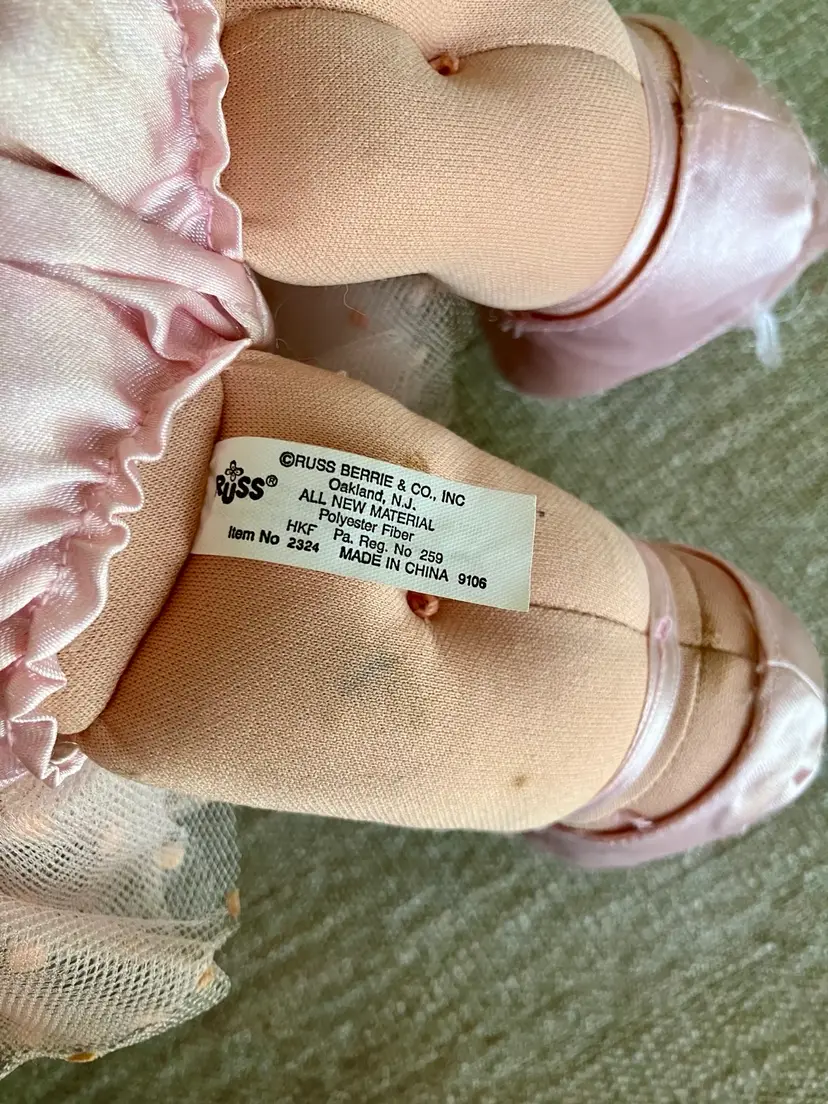 RUSS®
©RUSS BERRIE & CO., INC
Oakland, N.J.
ALL NEW MATERIAL
Polyester Fiber
HKF Pa. Reg. No 259
Item No 2324 MADE IN CHINA 9106